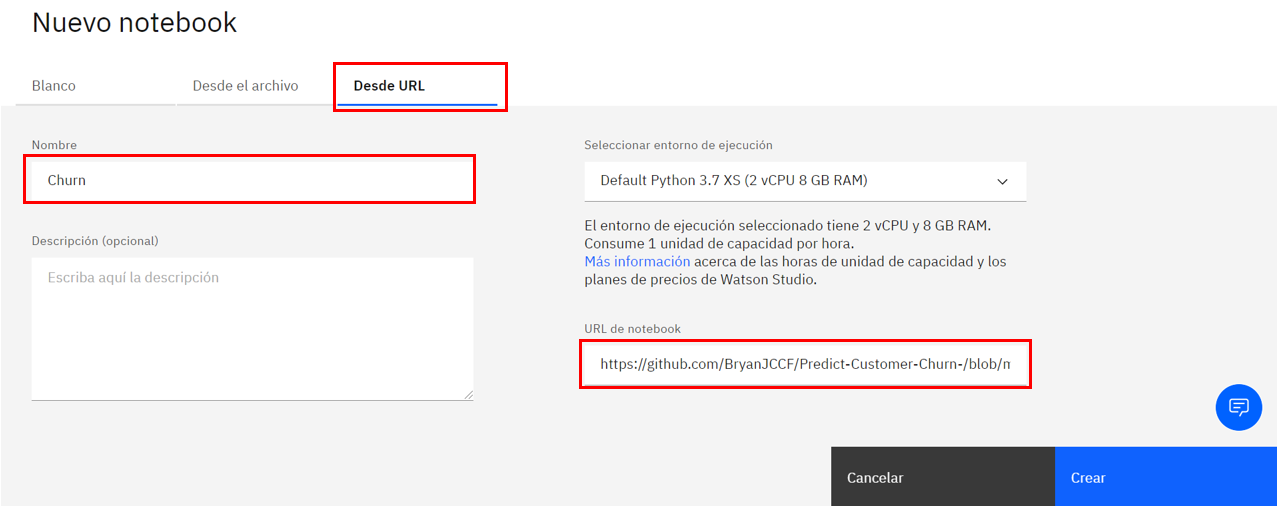 Nuevo notebook
Blanco
Desde el archivo
Desde URL
Nombre
Churn
Descripción (opcional)
Escriba aquí la descripción
Seleccionar entorno de ejecución
Default Python 3.7 XS (2 vCPU 8 GB RAM)
El entorno de ejecución seleccionado tiene 2 vCPU y 8 GB RAM.
Consume 1 unidad de capacidad por hora.
Más información acerca de las horas de unidad de capacidad y los
planes de precios de Watson Studio.
URL de notebook
https://github.com/BryanJCCF/Predict-Customer-Churn-/blob/m
Cancelar
Crear